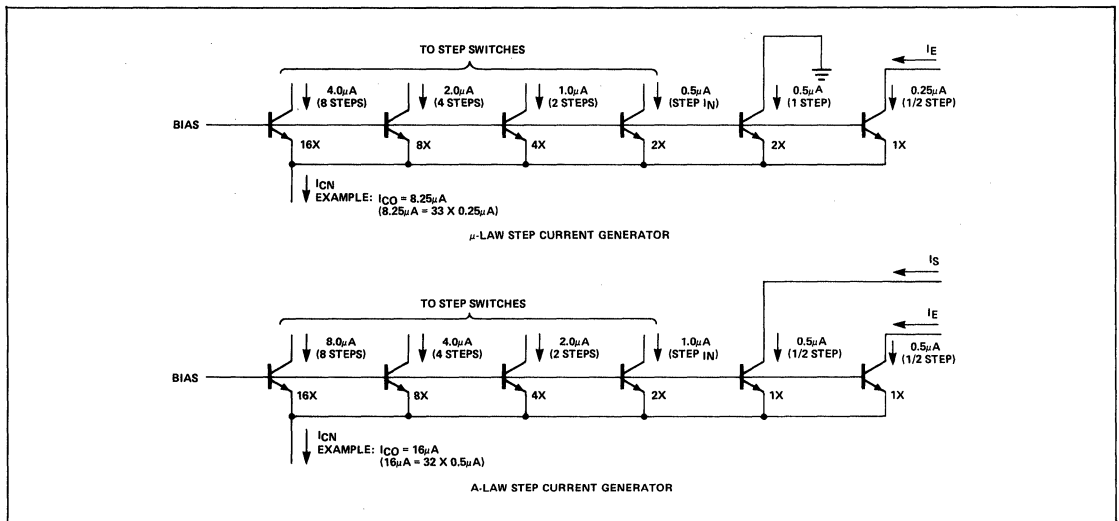 TO STEP SWITCHES
IE
4.0µA
(8 STEPS)
2.0µA
(4 STEPS)
1.0µA
(2 STEPS)
0.5µA
(STEP IN)
0.5µA
(1 STEP)
0.25µA
(1/2 STEP)
BIAS
16X
8X
4X
2X
2X
1X
ICN
EXAMPLE: ICO = 8.25µA
(8.25µA = 33 X 0.25µA)
µ-LAW STEP CURRENT GENERATOR
IS
TO STEP SWITCHES
IE
8.0µA
(8 STEPS)
4.0µA
(4 STEPS)
2.0µA
(2 STEPS)
1.0µA
(STEP IN)
0.5µA
(1/2 STEP)
0.5µA
(1/2 STEP)
BIAS
16X
8X
4X
2X
1X
1X
ICN
EXAMPLE: ICO = 16µA
(16µA = 32 X 0.5µA)
A-LAW STEP CURRENT GENERATOR